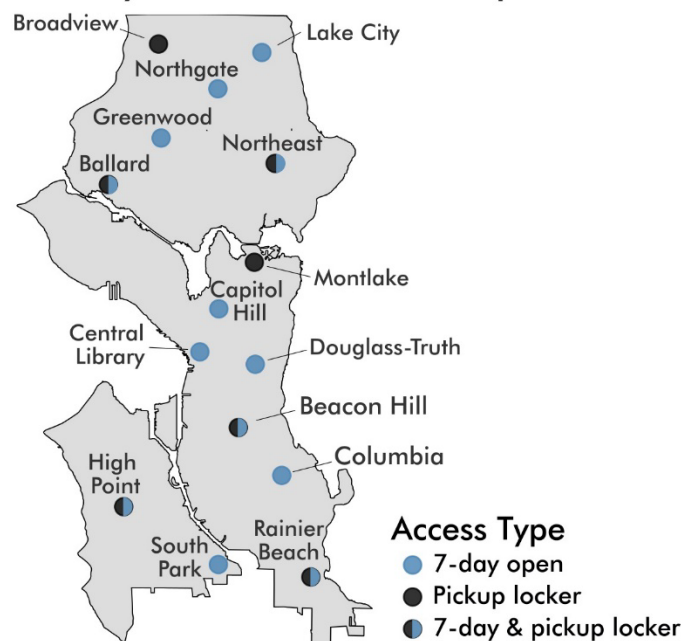 Broadview
Lake City
Northgate
Greenwood
Northeast
Ballard
Montlake
Capitol
Hill
Central
Library
Douglass-Truth
Beacon Hill
Columbia
High
Point
South
Park
Rainier
Beach
Access Type
7-day open
Pickup locker
7-day & pickup locker